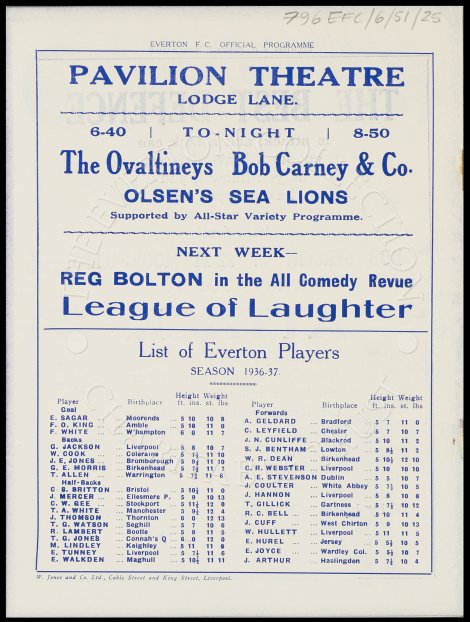 796 EFC/6/51/25
EVERTON F.C. OFFICIAL PROGRAMME
PAVILION THEATRE
LODGE LANE.
6-40 | TO-NIGHT | 8-50
The Ovaltineys Bob Carney & Co.
OLSEN'S SEA LIONS
Supported by All-Star Variety Programme.
NEXT WEEK—
REG BOLTON in the All Comedy Revue
League of Laughter
List of Everton Players
SEASON 1936-37.
Player Birthplace Height ft. ins. Weight st. lbs
Goal
E. SAGAR Moorends 5 10 10 8
F. O. KING Amble 5 10 11 0
F. WHITE W'hampton 6 0 11 7
Backs
G. JACKSON Liverpool 5 8 10 7
W. COOK Coleraine 5 7½ 11 10
J. E. JONES Bromborough 5 9½ 11 10
G. E. MORRIS Birkenhead 5 7½ 11 7
T. ALLEN Warrington 5 7½ 11 6
Half-Backs
C. S. BRITTON Bristol 5 10½ 11 0
J. MERCER Ellesmere P. 5 9 10 13
C. W. GEE Stockport 5 11½ 12 0
T. A. WHITE Manchester 5 9½ 12 4
J. THOMSON Thornton 6 0 12 13
T. G. WATSON Seghill 5 7 10 6
R. LAMBERT Bootle 5 9 11 5
T. G. JONES Connah's Q 6 0 12 0
M. LINDLEY Keighley 5 11 11 0
E. TUNNEY Liverpool 5 7½ 11 6
E. WALKDEN Maghull 5 10½ 11 11
Player Birthplace Height ft. ins. Weight st. lbs
Forwards
A. GELDARD Bradford 5 7 11 0
C. LEYFIELD Chester 5 7 10 7
J. N. CUNLIFFE Blackrod 5 10 11 2
S. J. BENTHAM Lowton 5 8½ 11 2
W. R. DEAN Birkenhead 5 10½ 12 10
C. R. WEBSTER Liverpool 5 10 10 10
A. E. STEVENSON Dublin 5 5 10 7
J. COULTER White Abbey 5 7½ 10 5
J. HANNON Liverpool 5 8 10 8
T. GILLICK Gartness 5 7½ 10 12
R. C. BELL Birkenhead 5 10 11 4
J. CUFF West Chirton 5 9 10 13
W. HULLETT Liverpool 5 11 11 5
E. HUREL Jersey 5 5½ 10 5
E. JOYCE Wardley Col. 5 5½ 10 7
J. ARTHUR Haslingden 5 7 10 4
W. Jones and Co. Ltd., Cable Street and King Street, Liverpool.